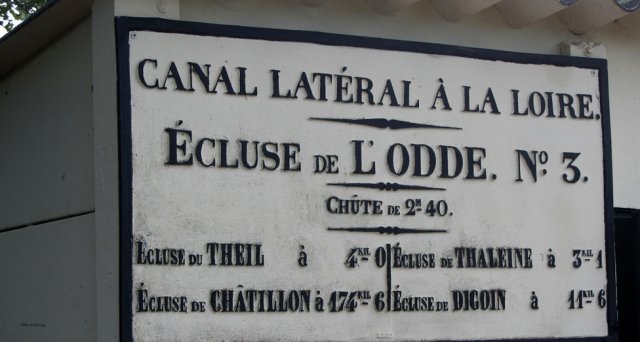 CANAL LATÉRAL À LA LOIRE.
ÉCLUSE DE L'ODDE. No. 3.
CHÛTE DE 2M 40.
ÉCLUSE DU THEIL à 4KIL 0 ÉCLUSE DE THALEINE à 3KIL 1
ÉCLUSE DE CHÂTILLON à 174KIL 6 ÉCLUSE DE DIGOIN à 11KIL 6